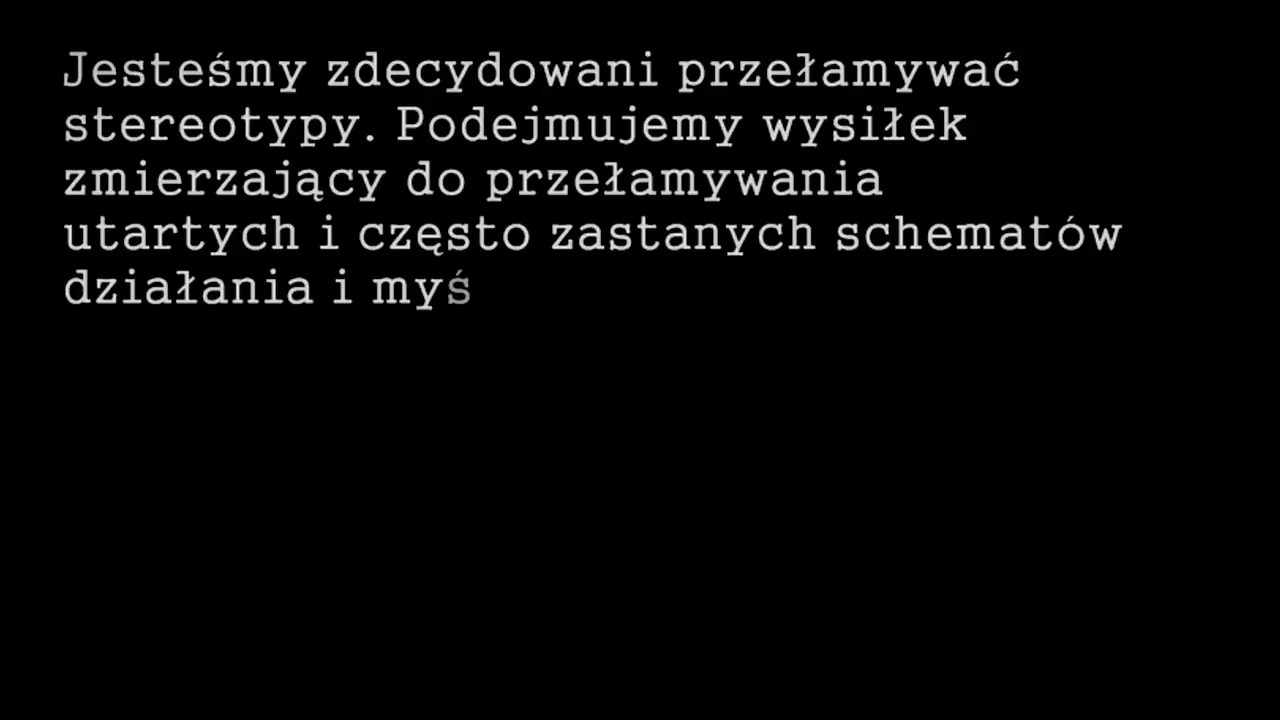 Jesteśmy zdecydowani przełamywać
stereotypy. Podejmujemy wysiłek
zmierzający do przełamywania
utartych i często zastanych schematów
działania i myś